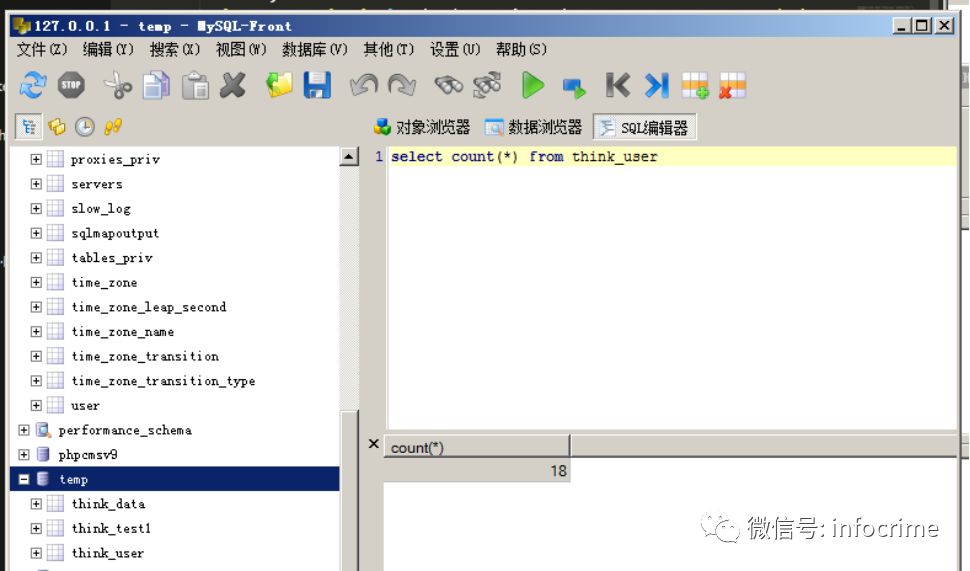 127.0.0.1 - temp - MySQL-Front
文件(Z) 编辑(Y) 搜索(X) 视图(W) 数据库(V) 其他(T) 设置(U) 帮助(S)
STOP
对象浏览器 数据浏览器 SQL编辑器
proxies_priv
servers
slow_log
sqlmapoutput
tables_priv
time_zone
time_zone_leap_second
time_zone_name
time_zone_transition
time_zone_transition_type
user
performance_schema
phpcmsv9
temp
think_data
think_test1
think_user
1 select count(*) from think_user
count(*)
18
微信号: infocrime